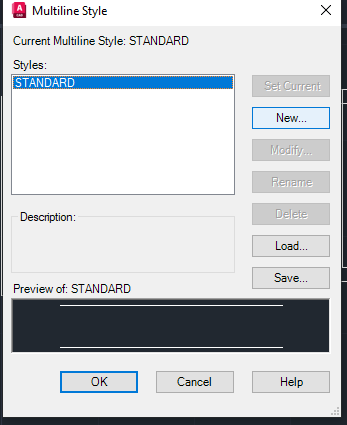 Multiline Style
Current Multiline Style: STANDARD
Styles:
STANDARD
Set Current
New...
Modify...
Rename
Delete
Description:
Load...
Save...
Preview of: STANDARD
OK
Cancel
Help